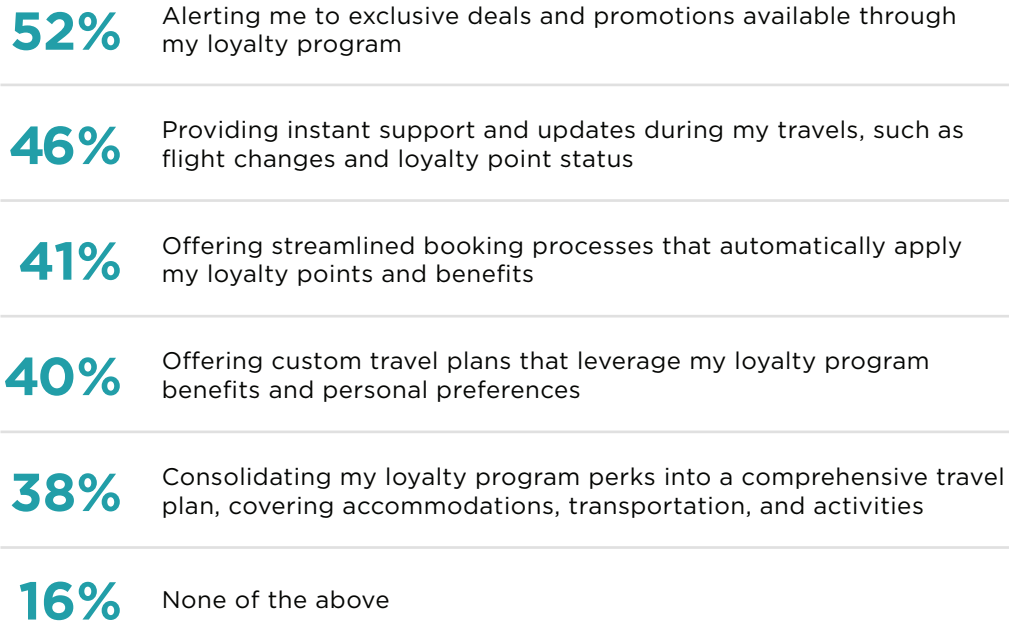 52%
Alerting me to exclusive deals and promotions available through
my loyalty program
46%
Providing instant support and updates during my travels, such as
flight changes and loyalty point status
41%
Offering streamlined booking processes that automatically apply
my loyalty points and benefits
40%
Offering custom travel plans that leverage my loyalty program
benefits and personal preferences
38%
Consolidating my loyalty program perks into a comprehensive travel
plan, covering accommodations, transportation, and activities
16%
None of the above